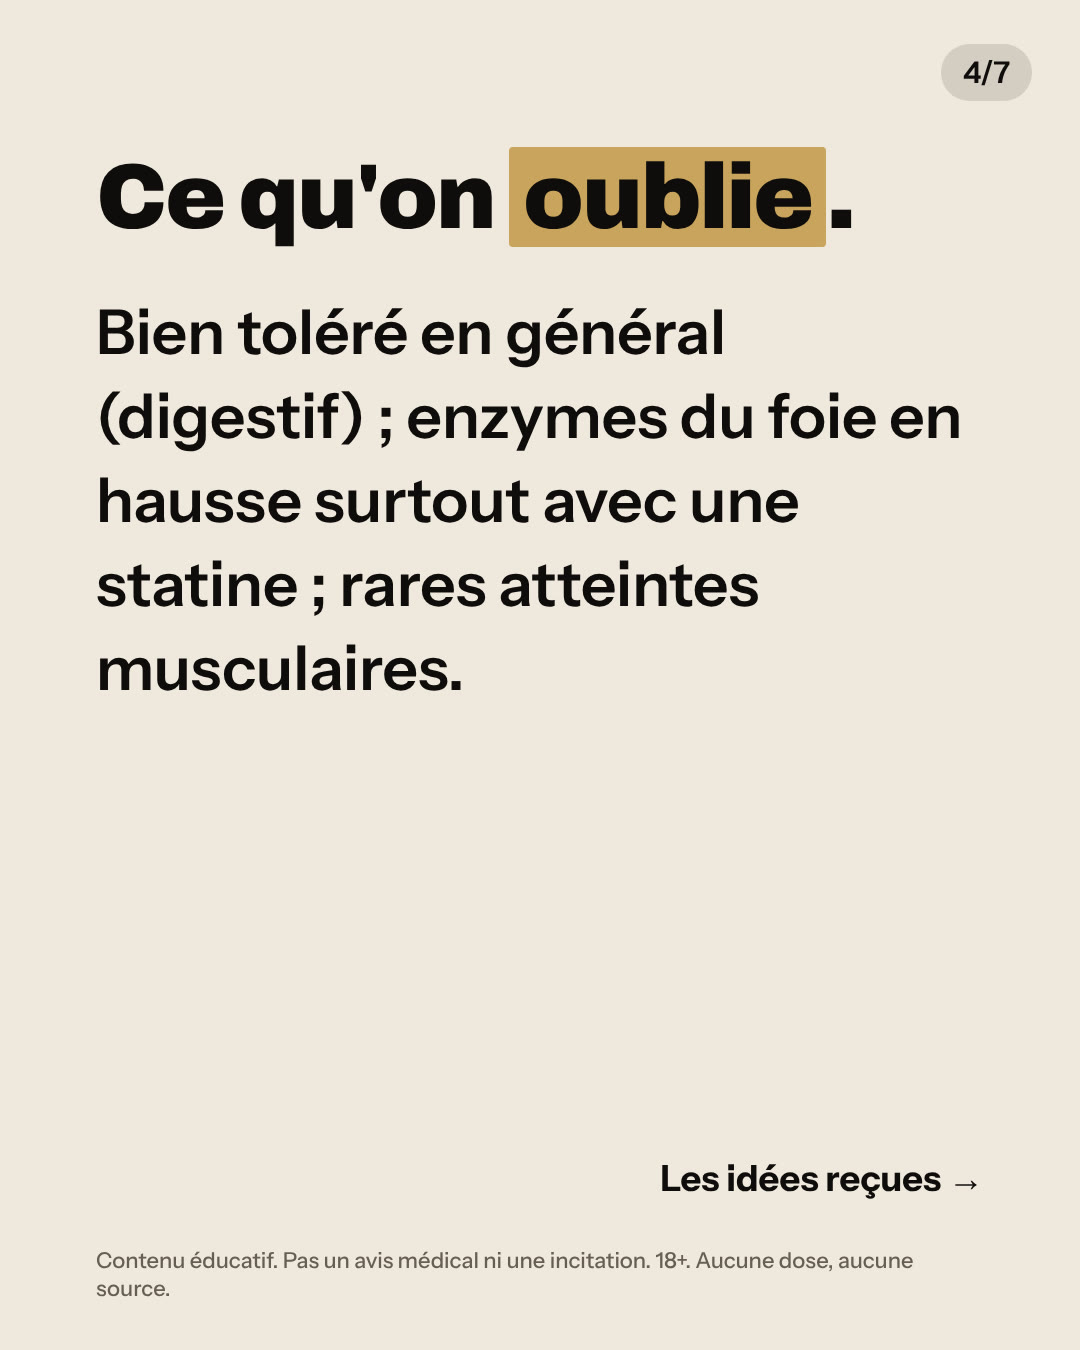 4/7
Ce qu'on oublie.
Bien toléré en général
(digestif) ; enzymes du foie en
hausse surtout avec une
statine ; rares atteintes
musculaires.
Les idées reçues →
Contenu éducatif. Pas un avis médical ni une incitation. 18+. Aucune dose, aucune
source.